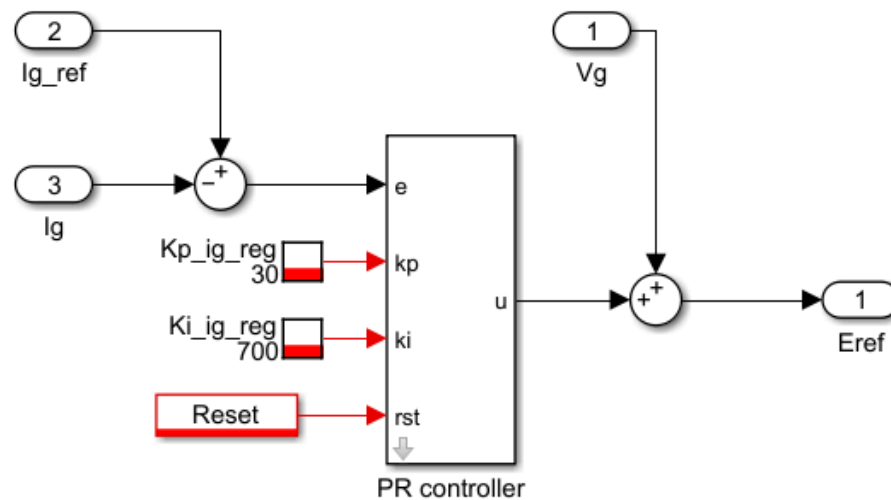 2
Ig_ref
1
Vg
3
Ig
− +
e
Kp_ig_reg
30
kp
Ki_ig_reg
700
ki
Reset
rst
u
PR controller
+ +
1
Eref